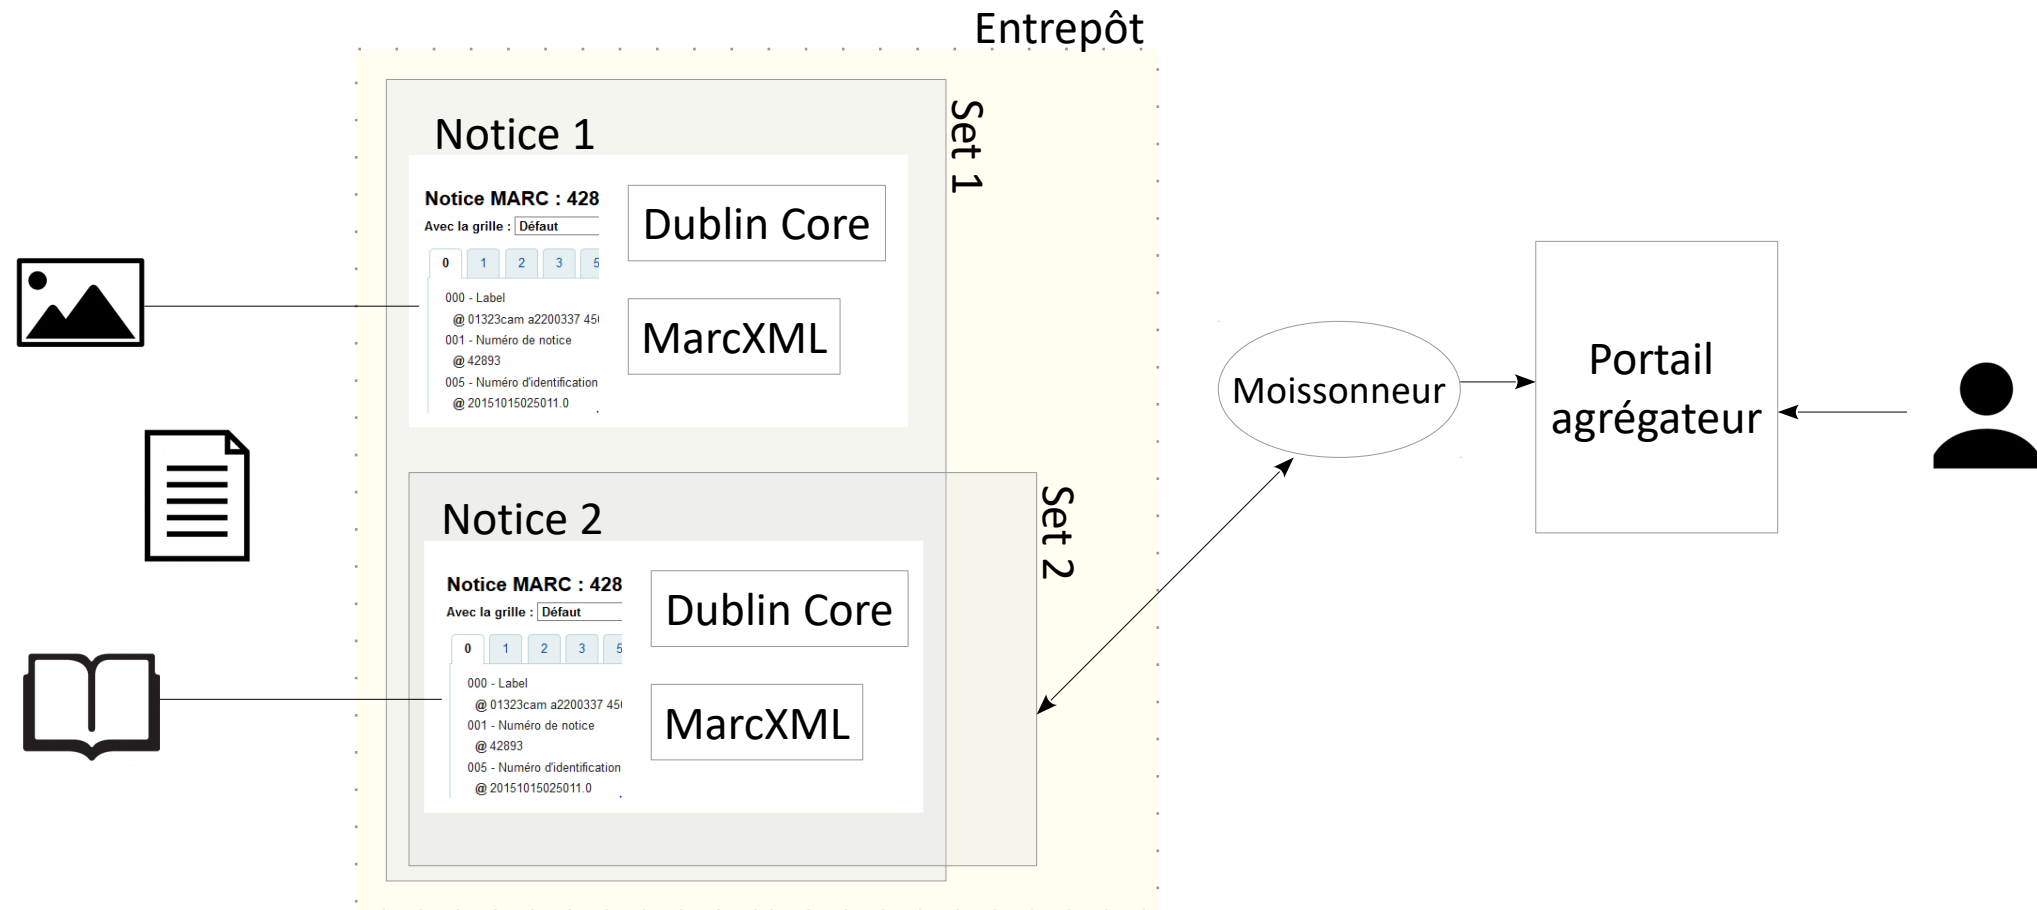 Entrepôt
Set 1
Notice 1
Notice MARC : 428
Avec la grille : Défaut
0 1 2 3 5
000 - Label
@ 01323cam a2200337 450
001 - Numéro de notice
@ 42893
005 - Numéro d'identification
@ 20151015025011.0
Dublin Core
MarcXML
Set 2
Notice 2
Notice MARC : 428
Avec la grille : Défaut
0 1 2 3 5
000 - Label
@ 01323cam a2200337 450
001 - Numéro de notice
@ 42893
005 - Numéro d'identification
@ 20151015025011.0
Dublin Core
MarcXML
Moissonneur
Portail
agrégateur